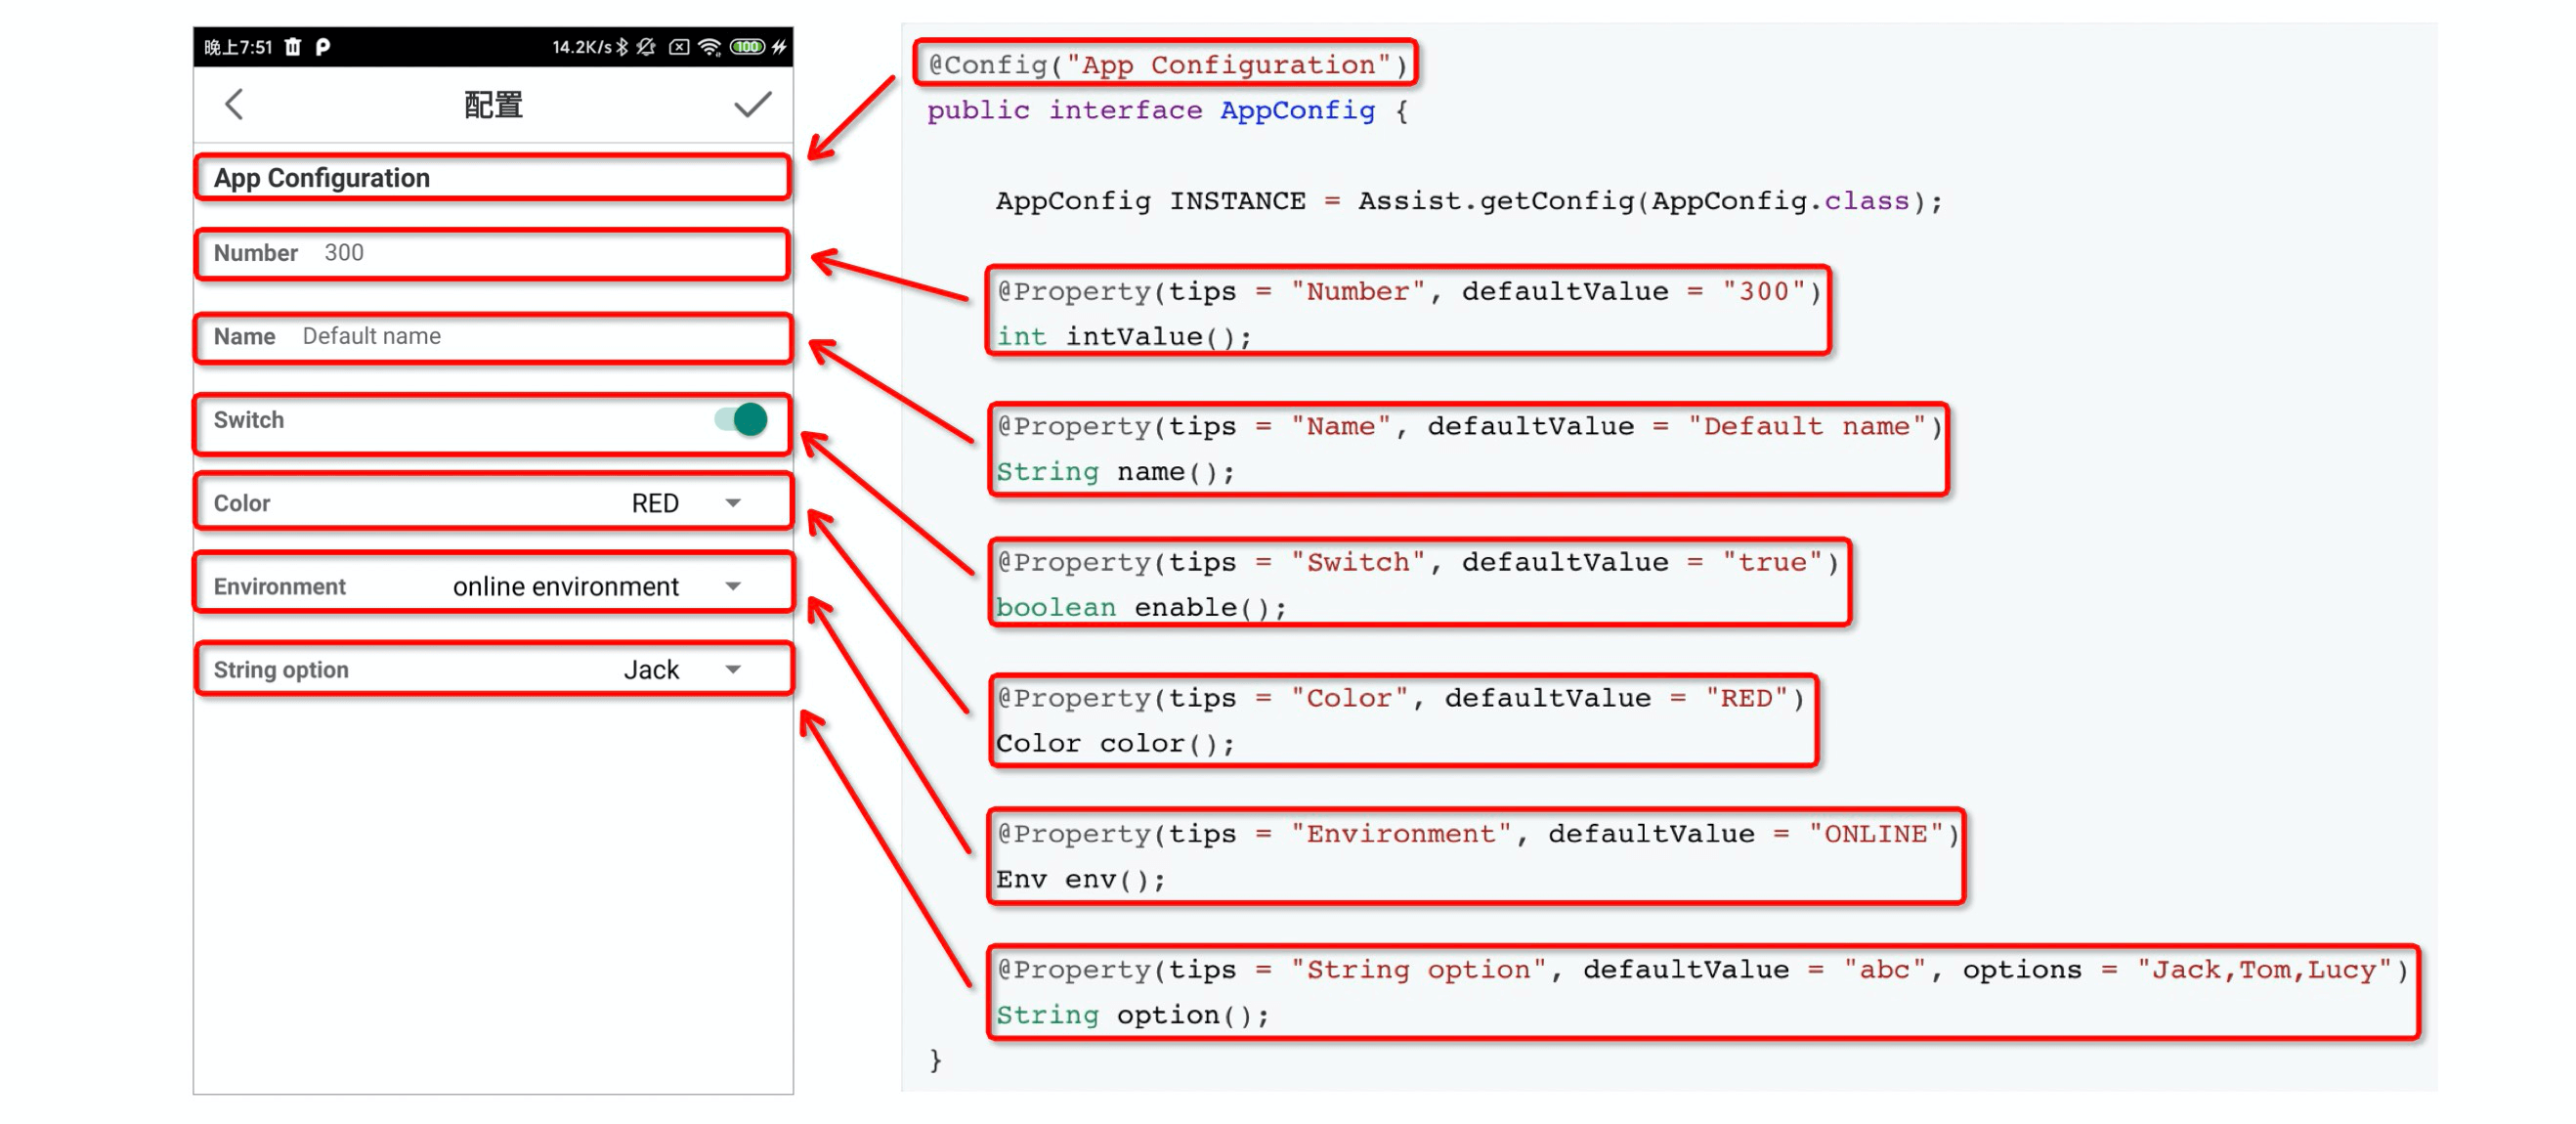 晚上7:51
14.2K/s
100
配置
App Configuration
Number 300
Name Default name
Switch
Color RED
Environment online environment
String option Jack
@Config("App Configuration")
public interface AppConfig {
AppConfig INSTANCE = Assist.getConfig(AppConfig.class);
@Property(tips = "Number", defaultValue = "300")
int intValue();
@Property(tips = "Name", defaultValue = "Default name")
String name();
@Property(tips = "Switch", defaultValue = "true")
boolean enable();
@Property(tips = "Color", defaultValue = "RED")
Color color();
@Property(tips = "Environment", defaultValue = "ONLINE")
Env env();
@Property(tips = "String option", defaultValue = "abc", options = "Jack,Tom,Lucy")
String option();
}